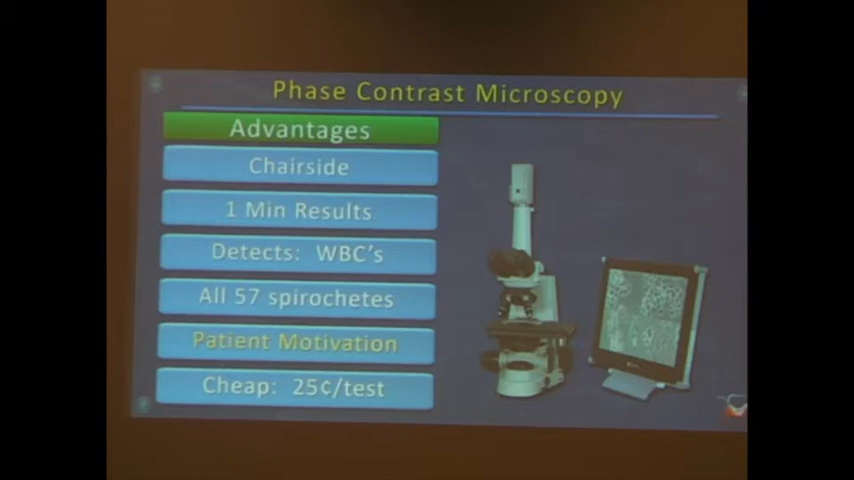 Phase Contrast Microscopy
Advantages
Chairside
1 Min Results
Detects: WBC's
All 57 spirochetes
Patient Motivation
Cheap: 25¢/test